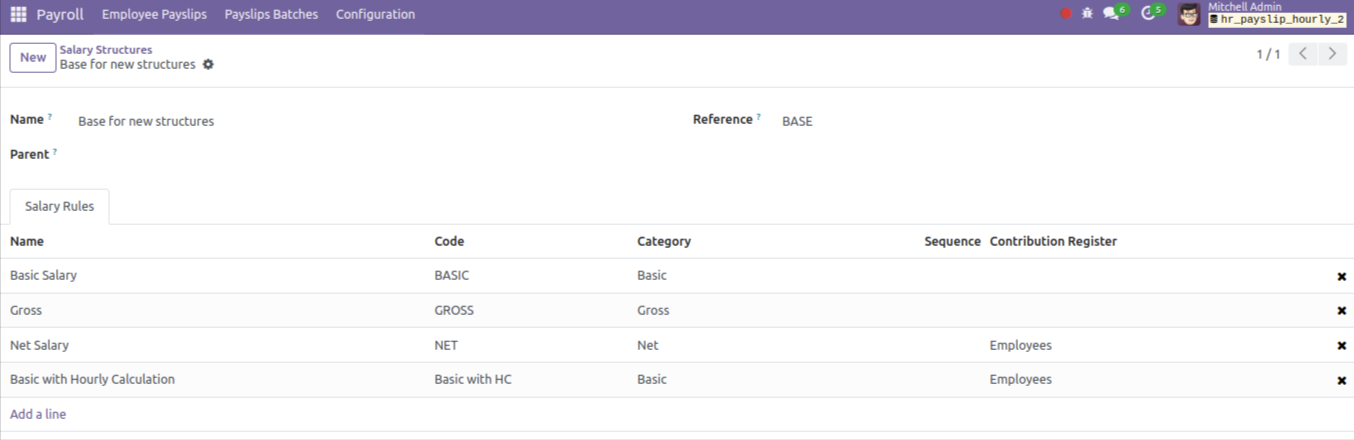 Payroll Employee Payslips Payslips Batches Configuration 6 5 Mitchell Admin
hr_payslip_hourly_2
New Salary Structures
Base for new structures
1 / 1
Name ? Base for new structures Reference ? BASE
Parent ?
Salary Rules
Name Code Category Sequence Contribution Register
Basic Salary BASIC Basic
Gross GROSS Gross
Net Salary NET Net Employees
Basic with Hourly Calculation Basic with HC Basic Employees
Add a line